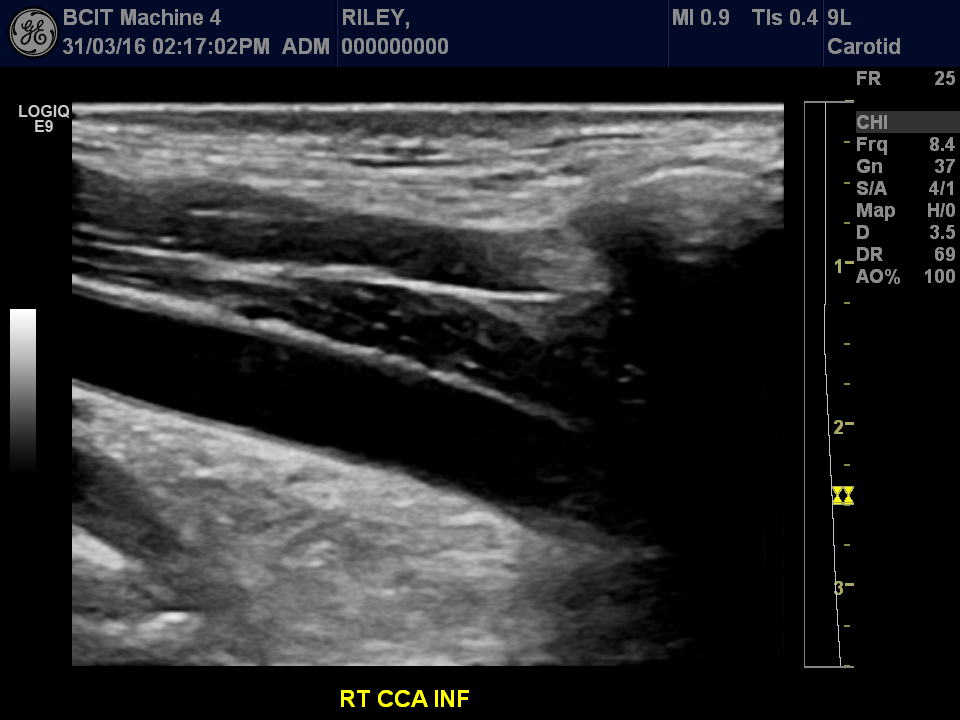 BCIT Machine 4
31/03/16 02:17:02PM ADM
RILEY,
000000000
MI 0.9 TIs 0.4
9L
Carotid
LOGIQ
E9
FR 25
CHI
Frq 8.4
Gn 37
S/A 4/1
Map H/0
D 3.5
DR 69
AO% 100
1
2
3
RT CCA INF